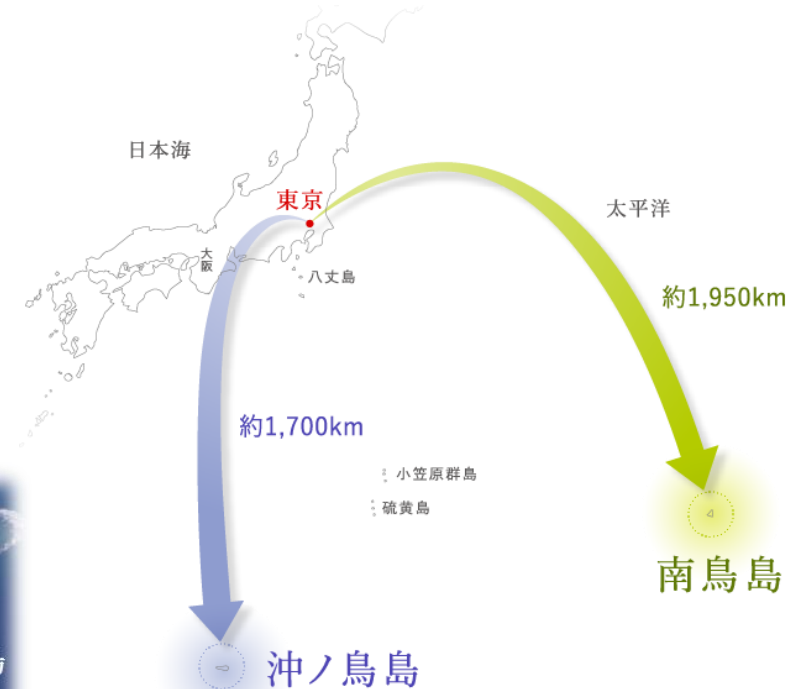 日本海
東京
太平洋
大阪
八丈島
約1,950km
約1,700km
小笠原群島
硫黄島
南鳥島
沖ノ鳥島